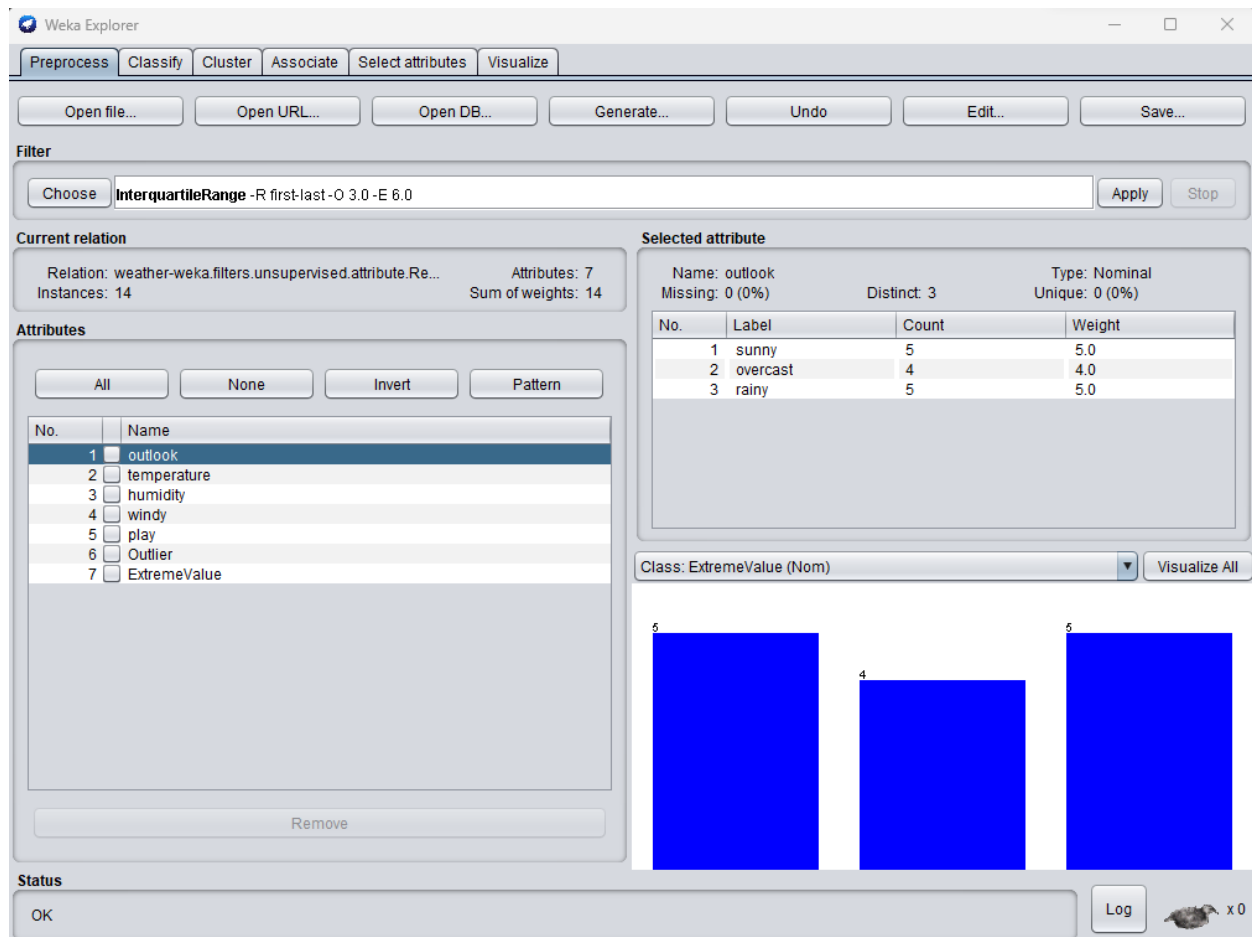 Weka Explorer
Preprocess Classify Cluster Associate Select attributes Visualize
Open file... Open URL... Open DB... Generate... Undo Edit... Save...
Filter
Choose InterquartileRange -R first-last -O 3.0 -E 6.0 Apply Stop
Current relation
Relation: weather-weka.filters.unsupervised.attribute.Re... Attributes: 7
Instances: 14 Sum of weights: 14
Attributes
All None Invert Pattern
No. Name
1 outlook
2 temperature
3 humidity
4 windy
5 play
6 Outlier
7 ExtremeValue
Remove
Selected attribute
Name: outlook Type: Nominal
Missing: 0 (0%) Distinct: 3 Unique: 0 (0%)
No. Label Count Weight
1 sunny 5 5.0
2 overcast 4 4.0
3 rainy 5 5.0
Class: ExtremeValue (Nom) Visualize All
5 4 5
Status
OK Log x 0